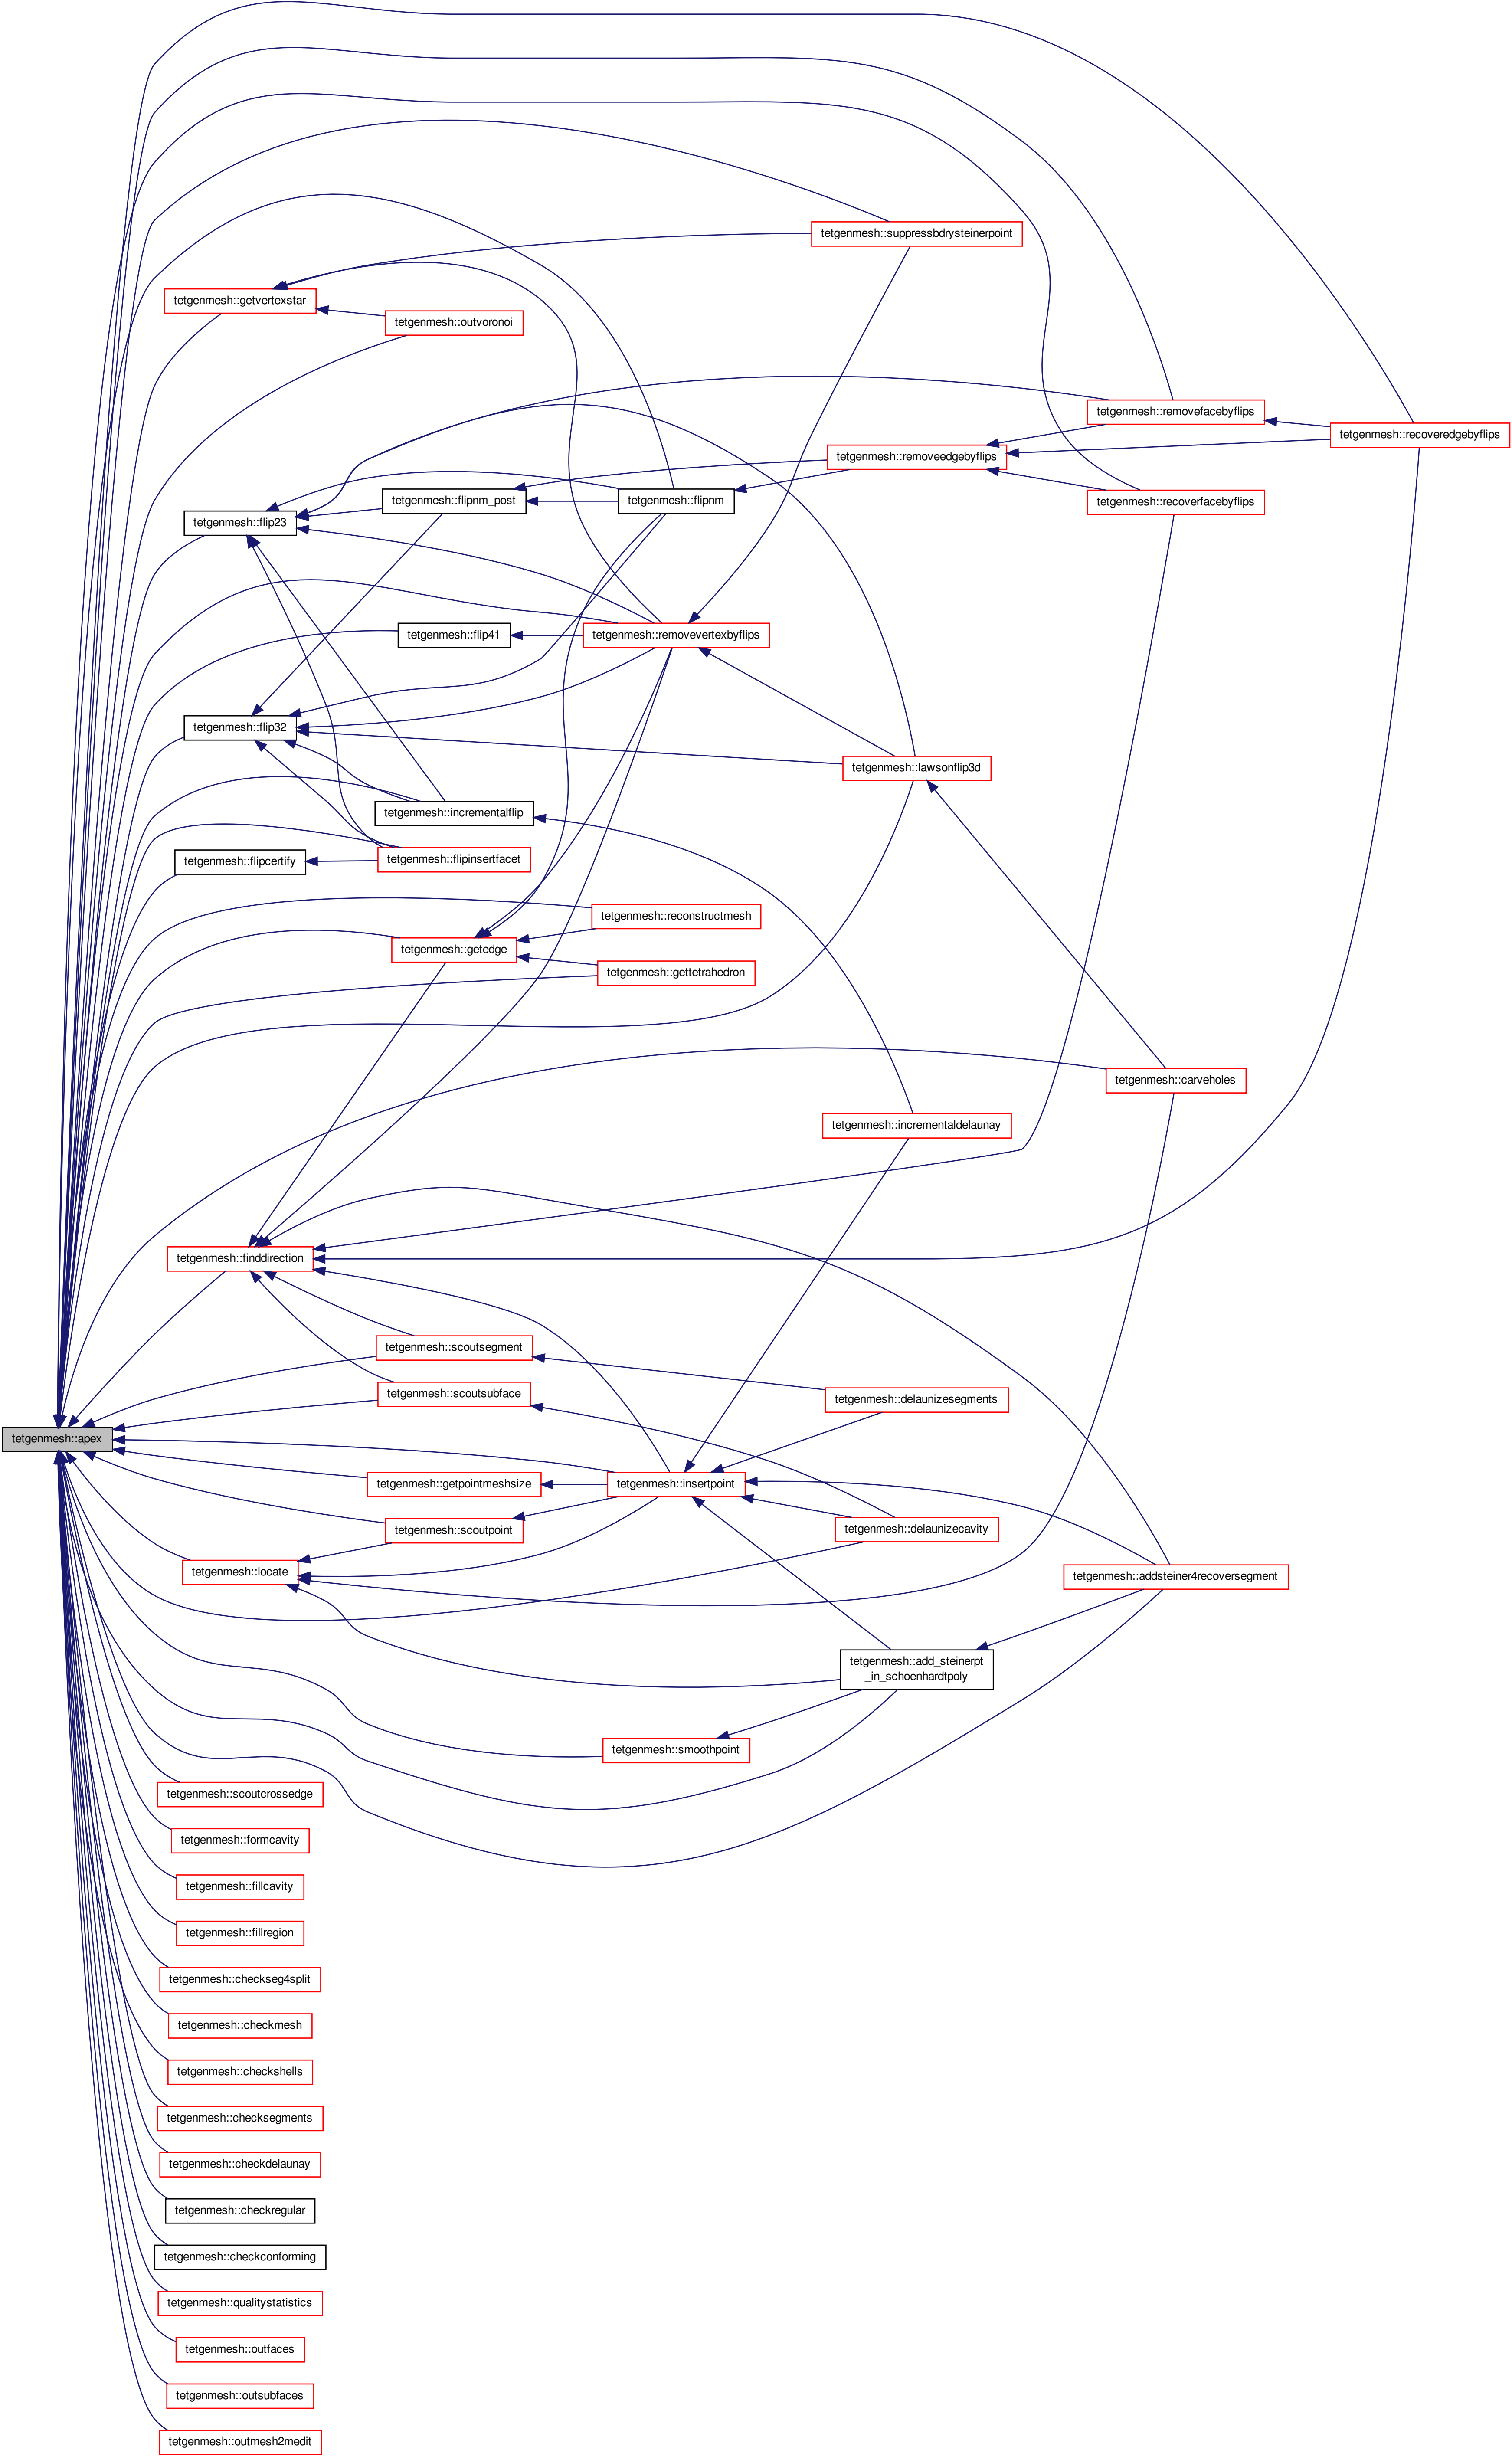 tetgenmesh::suppressbdrysteinerpoint
tetgenmesh::getvertexstar
tetgenmesh::outvoronoi
tetgenmesh::removefacebyflips
tetgenmesh::recoveredgebyflips
tetgenmesh::removeedgebyflips
tetgenmesh::flipnm_post
tetgenmesh::flipnm
tetgenmesh::recoverfacebyflips
tetgenmesh::flip23
tetgenmesh::flip41
tetgenmesh::removevertexbyflips
tetgenmesh::flip32
tetgenmesh::lawsonflip3d
tetgenmesh::incrementalflip
tetgenmesh::flipcertify
tetgenmesh::flipinsertfacet
tetgenmesh::reconstructmesh
tetgenmesh::getedge
tetgenmesh::gettetrahedron
tetgenmesh::carveholes
tetgenmesh::incrementaldelaunay
tetgenmesh::finddirection
tetgenmesh::scoutsegment
tetgenmesh::scoutsubface
tetgenmesh::delaunizesegments
tetgenmesh::apex
tetgenmesh::getpointmeshsize
tetgenmesh::insertpoint
tetgenmesh::scoutpoint
tetgenmesh::delaunizecavity
tetgenmesh::locate
tetgenmesh::addsteiner4recoversegment
tetgenmesh::add_steinerpt
_in_schoenhardtpoly
tetgenmesh::smoothpoint
tetgenmesh::scoutcrossedge
tetgenmesh::formcavity
tetgenmesh::fillcavity
tetgenmesh::fillregion
tetgenmesh::checkseg4split
tetgenmesh::checkmesh
tetgenmesh::checkshells
tetgenmesh::checksegments
tetgenmesh::checkdelaunay
tetgenmesh::checkregular
tetgenmesh::checkconforming
tetgenmesh::qualitystatistics
tetgenmesh::outfaces
tetgenmesh::outsubfaces
tetgenmesh::outmesh2medit